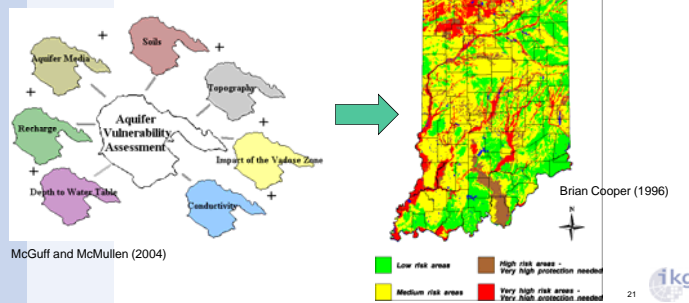 Soils
Aquifer Media
Topography
Aquifer
Vulnerability
Assessment
Recharge
Impact of the Vadose Zone
Depth to Water Table
Conductivity
+
+
+
+
+
+
McGuff and McMullen (2004)
Brian Cooper (1996)
N
Low risk areas
High risk areas -
Very high protection needed
Medium risk areas
Very high risk areas -
Very high protection needed
21
ikg